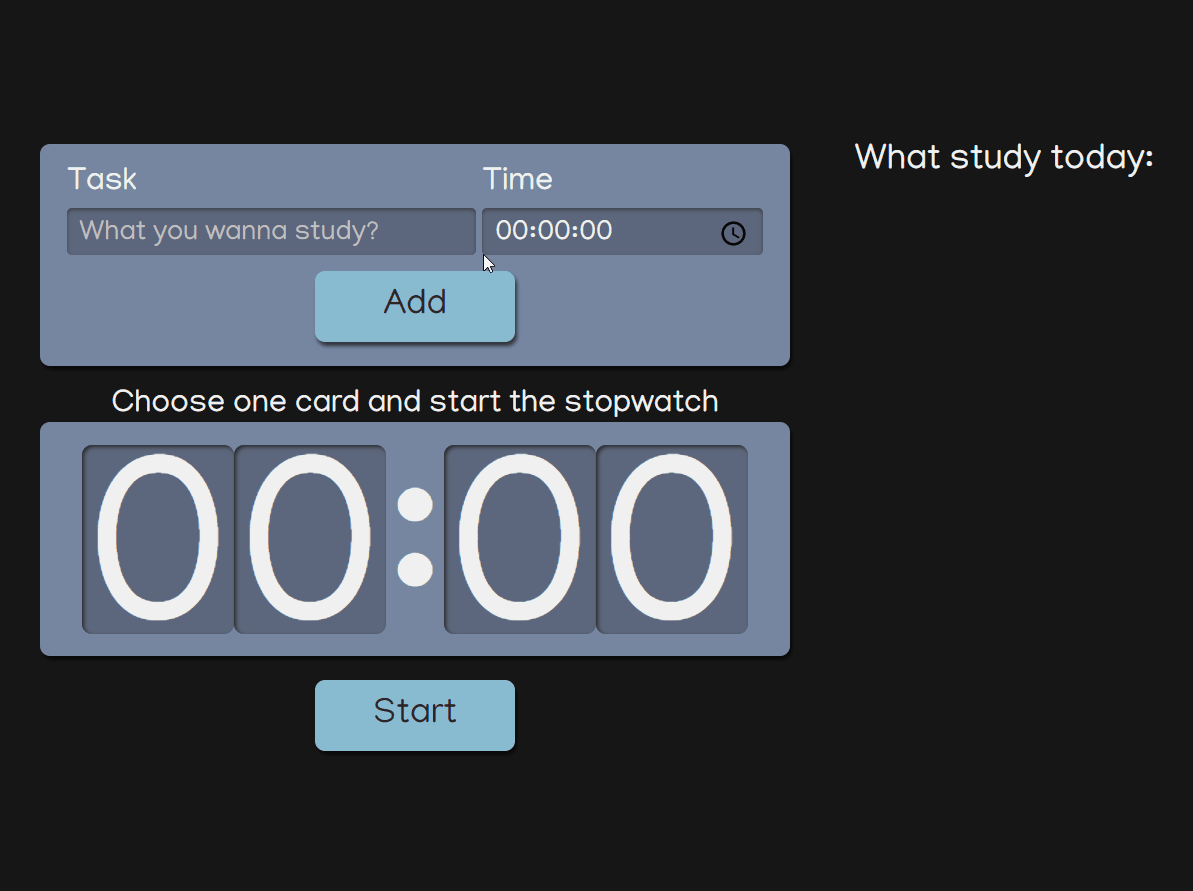 Task
Time
What you wanna study?
00:00:00
Add
Choose one card and start the stopwatch
00:00
Start
What study today: